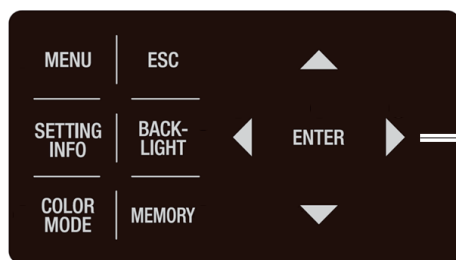 MENU
ESC
SETTING
INFO
BACK-
LIGHT
ENTER
COLOR
MODE
MEMORY